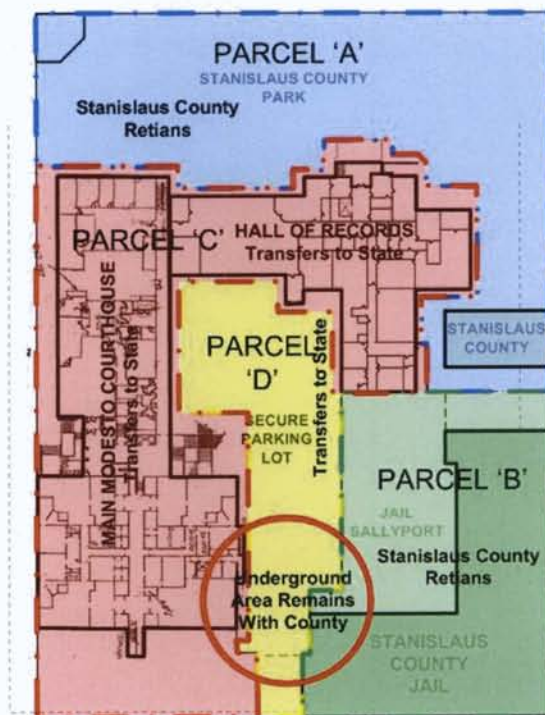 PARCEL 'A'
STANISLAUS COUNTY
PARK
Stanislaus County
Retians
PARCEL 'C'
HALL OF RECORDS
Transfers to State
MAIN MODESTO COURTHOUSE
Transfers to State
PARCEL
'D'
Transfers to State
SECURE
PARKING
LOT
STANISLAUS
COUNTY
PARCEL 'B'
JAIL
SALLYPORT
Stanislaus County
Retians
Underground
Area Remains
With County
STANISLAUS
COUNTY
JAIL